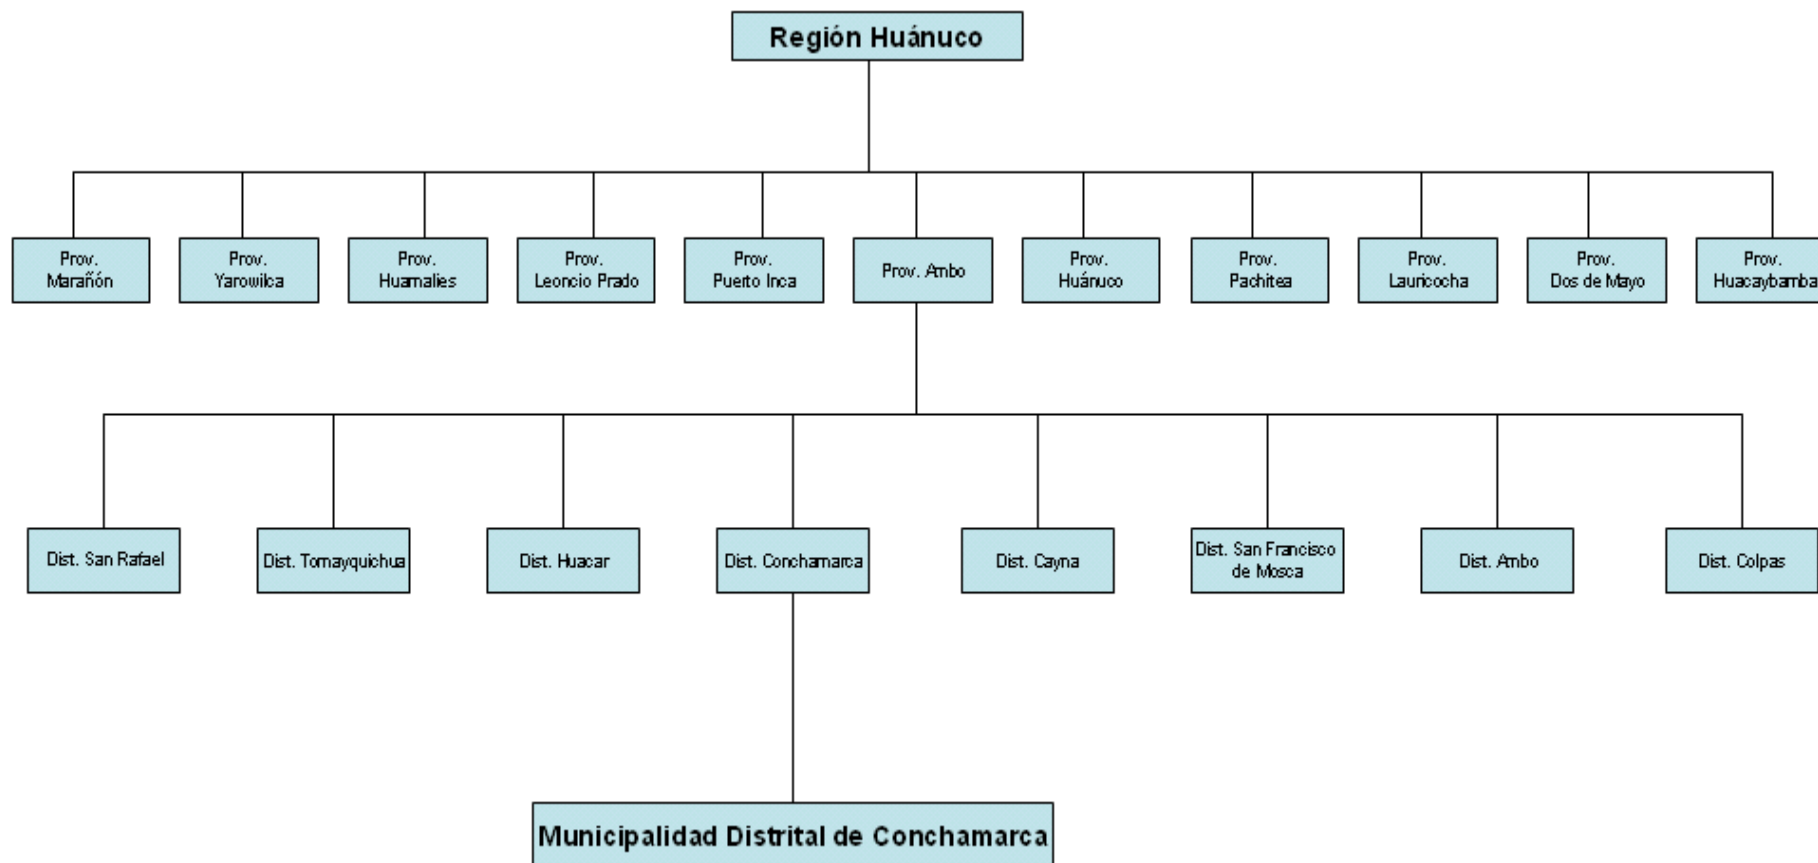 Región Huánuco
Prov.
Marañón
Prov.
Yarowilca
Prov.
Huamalies
Prov.
Leoncio Prado
Prov.
Puerto Inca
Prov. Ambo
Prov.
Huánuco
Prov.
Pachitea
Prov.
Lauricocha
Prov.
Dos de Mayo
Prov.
Huacaybamba
Dist. San Rafael
Dist. Tomayquichua
Dist. Huacar
Dist. Conchamarca
Dist. Cayna
Dist. San Francisco
de Mosca
Dist. Ambo
Dist. Colpas
Municipalidad Distrital de Conchamarca